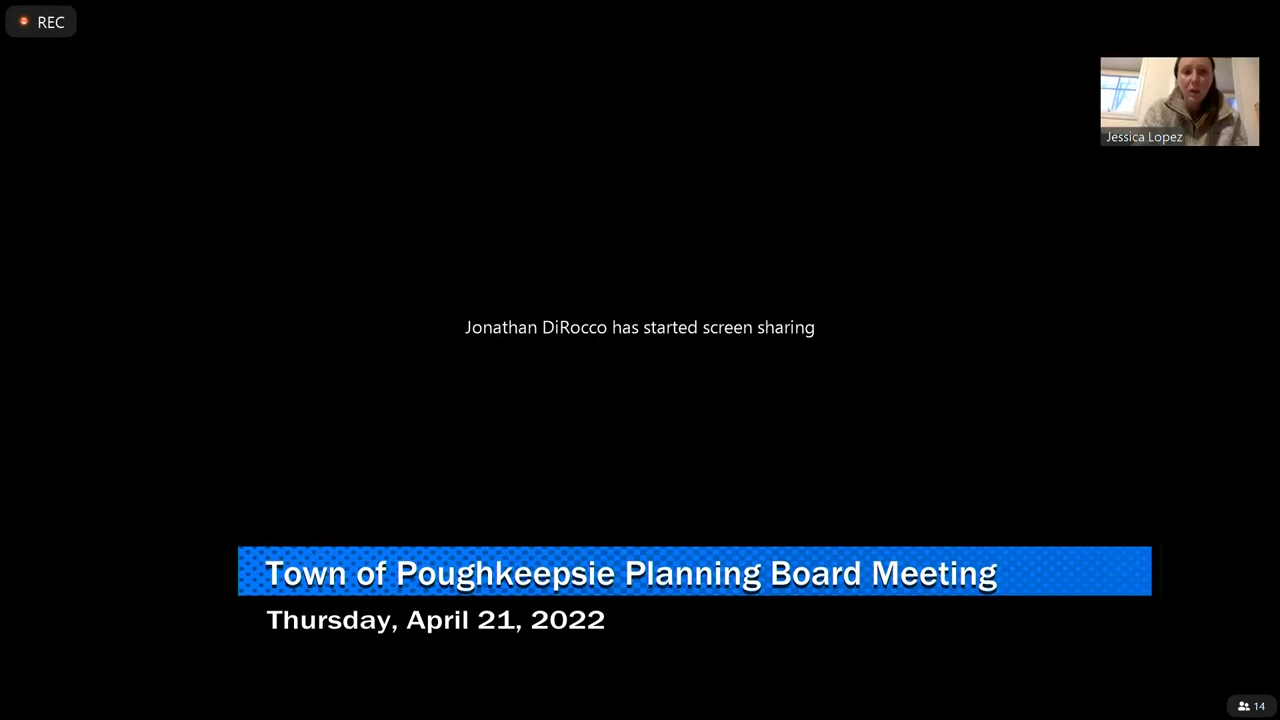 REC
Jessica Lopez
Jonathan DiRocco has started screen sharing
Town of Poughkeepsie Planning Board Meeting
Thursday, April 21, 2022
14